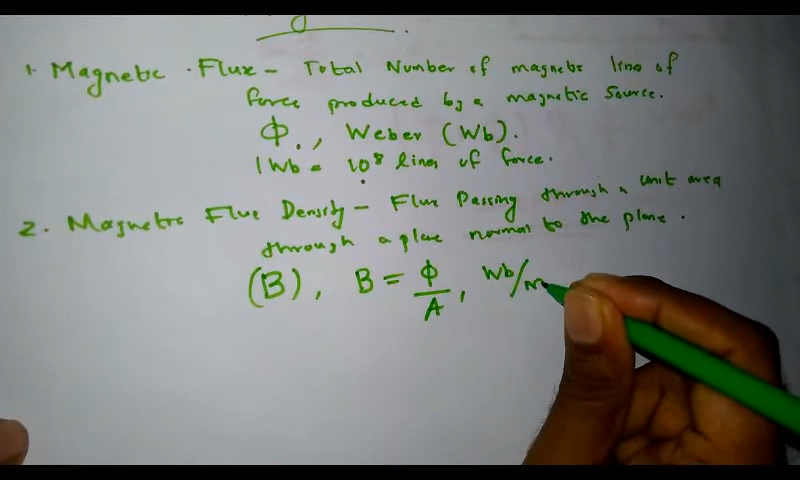 1. Magnetic Flux - Total Number of magnetic line of
force produced by a magnetic source.
Φ, Weber (Wb).
1 Wb = 10⁸ lines of force.
2. Magnetic Flux Density - Flux Passing through a unit area
through a plane normal to the plane.
(B), B = Φ/A, Wb/m